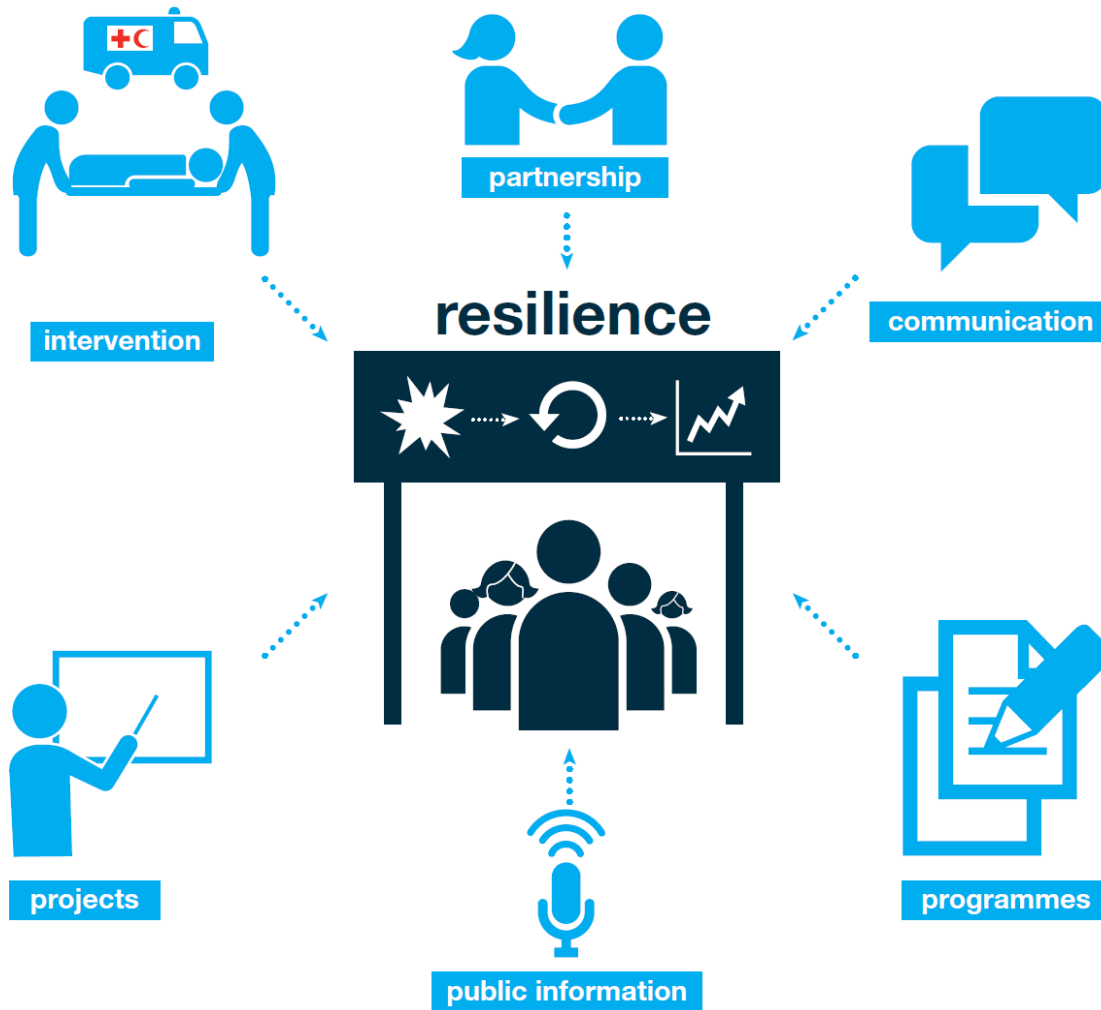 partnership
communication
intervention
resilience
projects
programmes
public information